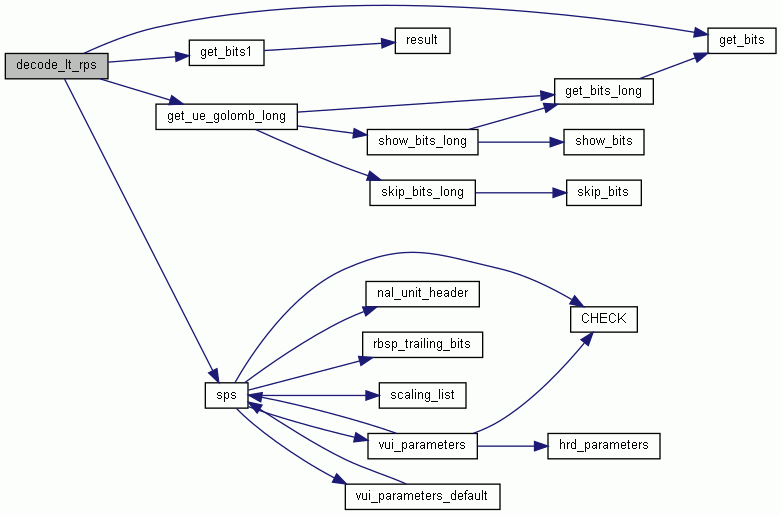 get_bits
result
get_bits1
decode_lt_rps
get_bits_long
get_ue_golomb_long
show_bits_long
show_bits
skip_bits_long
skip_bits
nal_unit_header
CHECK
rbsp_trailing_bits
sps
scaling_list
vui_parameters
hrd_parameters
vui_parameters_default